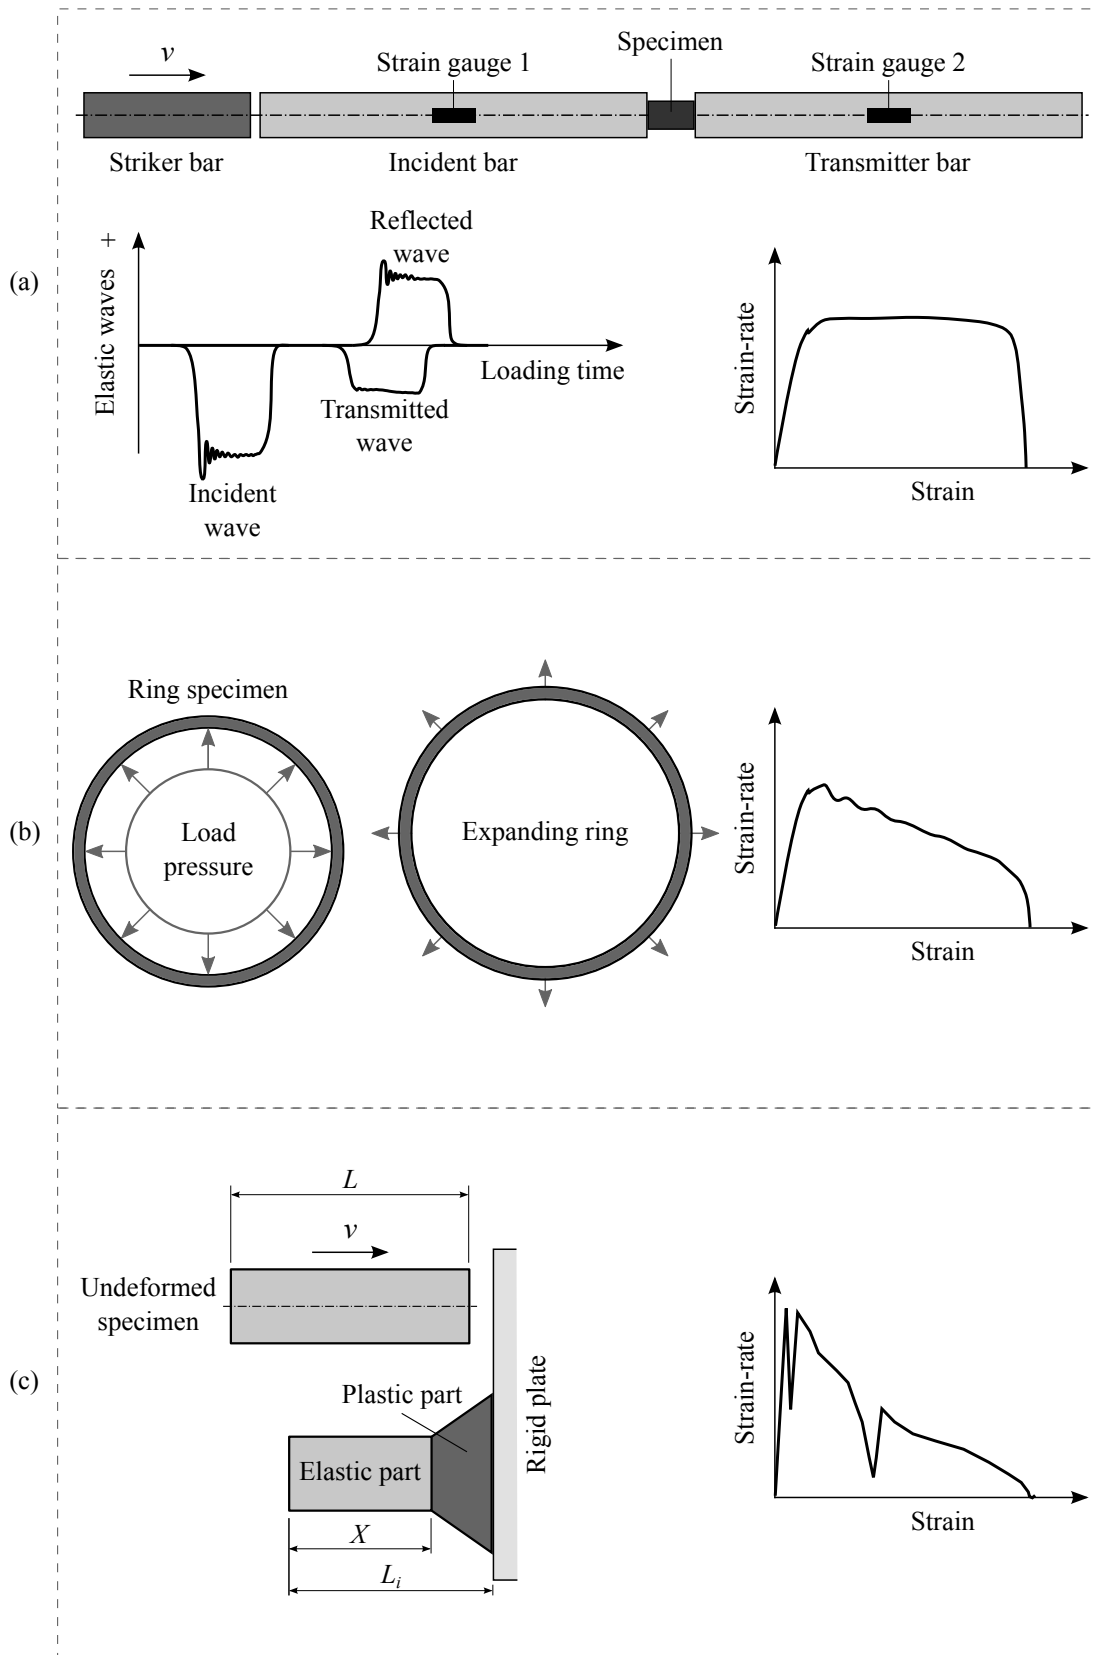 (a)
v
Strain gauge 1
Specimen
Strain gauge 2
Striker bar
Incident bar
Transmitter bar
Elastic waves
+
Reflected
wave
Loading time
Transmitted
wave
Incident
wave
Strain-rate
Strain
(b)
Ring specimen
Load
pressure
Expanding ring
Strain-rate
Strain
(c)
L
v
Undeformed
specimen
Plastic part
Elastic part
Rigid plate
X
Li
Strain-rate
Strain